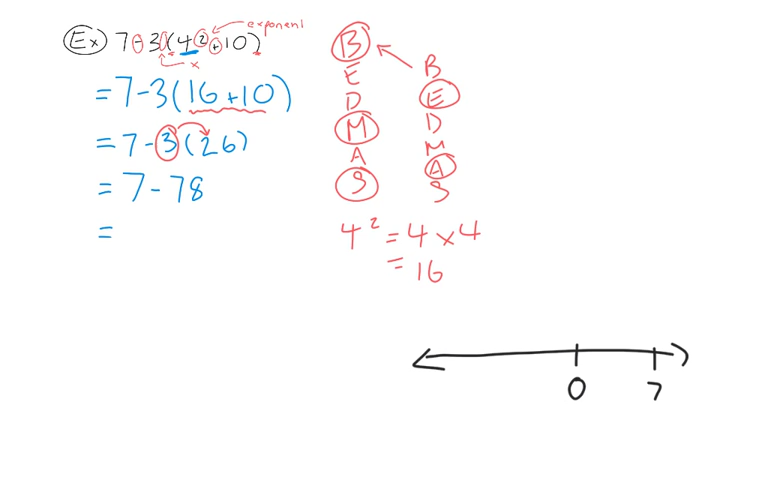 exponent
Ex 7-3(4²+10)
x
=7-3(16+10)
=7-3(26)
=7-78
=
B
E
D
M
A
S
B
E
D
M
A
S
4²=4×4
=16
0 7